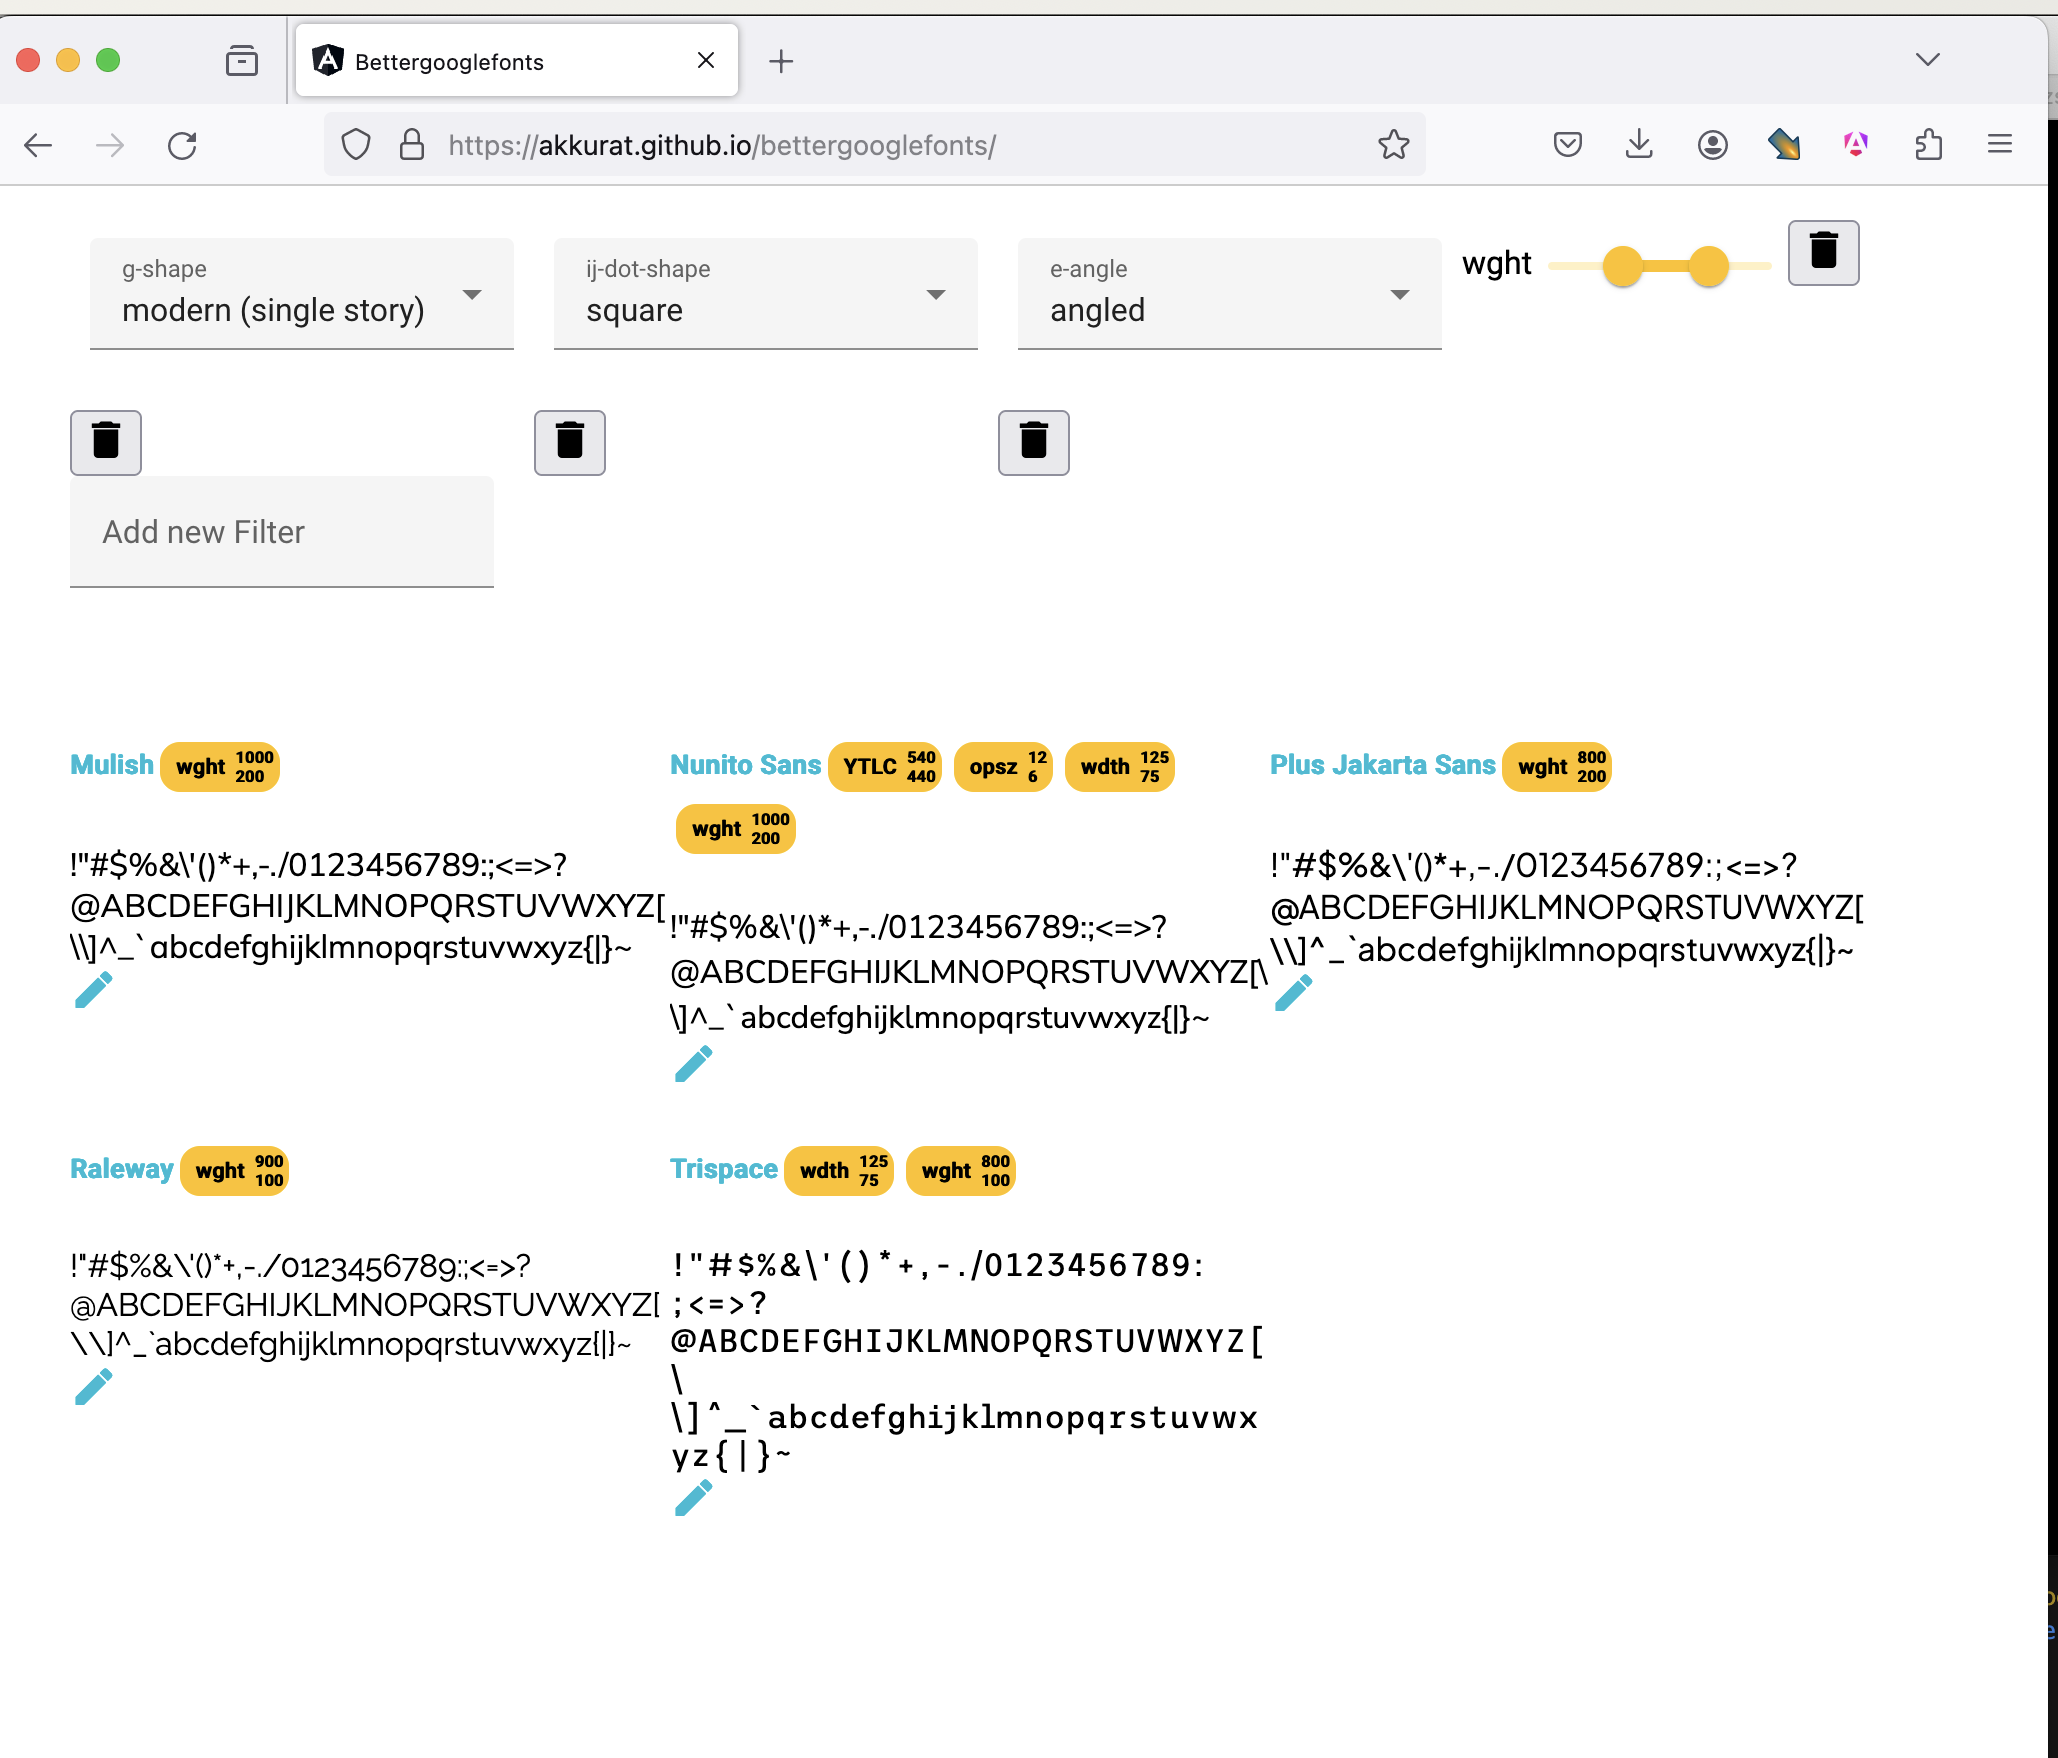 Bettergooglefonts
https://akkurat.github.io/bettergooglefonts/
g-shape
modern (single story)
ij-dot-shape
square
e-angle
angled
wght
Add new Filter
Mulish wght 1000 200
!"#$%&\'()*+,-./0123456789:;<=>?
@ABCDEFGHIJKLMNOPQRSTUVWXYZ[
\\]^_`abcdefghijklmnopqrstuvwxyz{|}~
Nunito Sans YTLC 540 440 opsz 12 6 wdth 125 75
wght 1000 200
!"#$%&\'()*+,-./0123456789:;<=>?
@ABCDEFGHIJKLMNOPQRSTUVWXYZ[\
\]^_`abcdefghijklmnopqrstuvwxyz{|}~
Plus Jakarta Sans wght 800 200
!"#$%&\'()*+,-./0123456789:;<=>?
@ABCDEFGHIJKLMNOPQRSTUVWXYZ[
\\]^_`abcdefghijklmnopqrstuvwxyz{|}~
Raleway wght 900 100
!"#$%&\'()*+,-./0123456789:;<=>?
@ABCDEFGHIJKLMNOPQRSTUVWXYZ[
\\]^_`abcdefghijklmnopqrstuvwxyz{|}~
Trispace wdth 125 75 wght 800 100
!"#$%&\'()*+,-./0123456789:
;<=>?
@ABCDEFGHIJKLMNOPQRSTUVWXYZ[
\
\]^_`abcdefghijklmnopqrstuvwx
yz{|}~